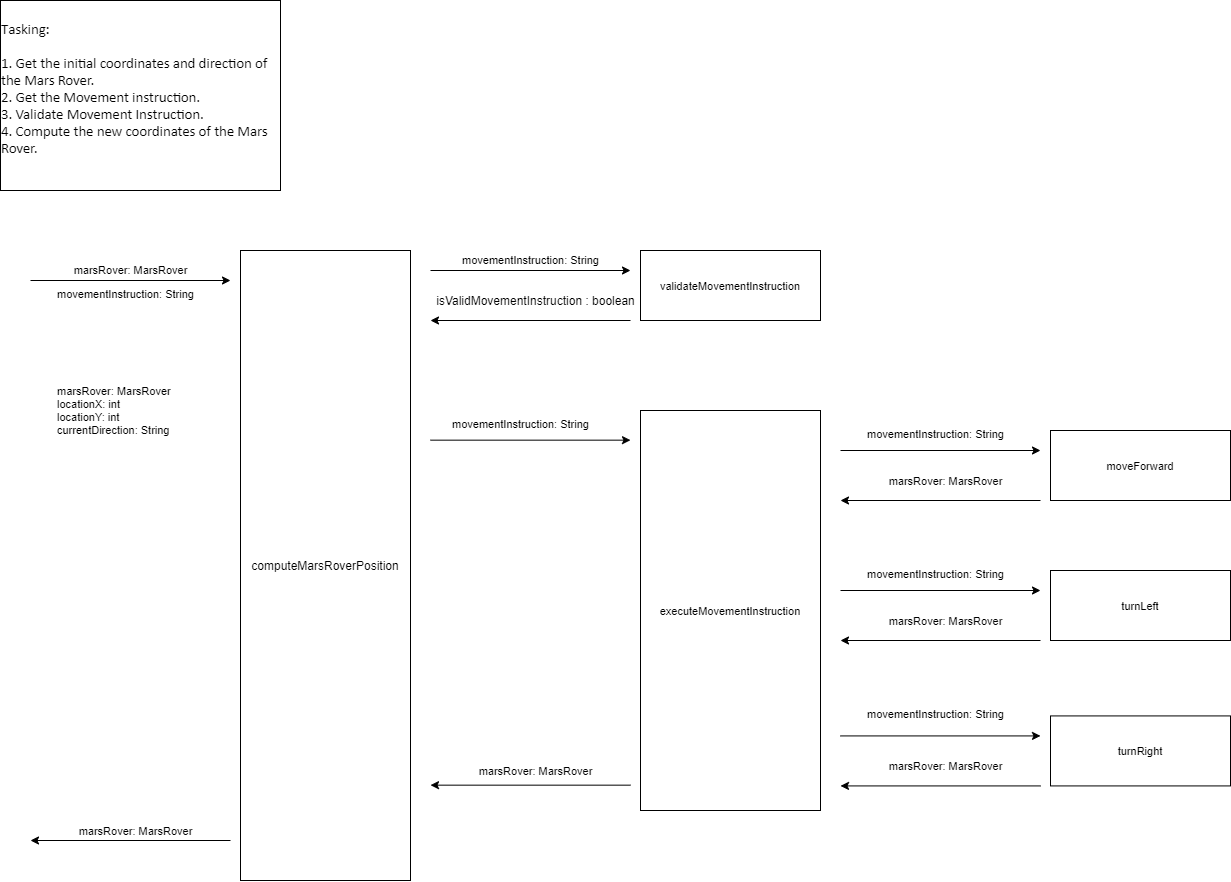 Tasking:
1. Get the initial coordinates and direction of
the Mars Rover.
2. Get the Movement instruction.
3. Validate Movement Instruction.
4. Compute the new coordinates of the Mars
Rover.
marsRover: MarsRover
movementInstruction: String
marsRover: MarsRover
locationX: int
locationY: int
currentDirection: String
marsRover: MarsRover
computeMarsRoverPosition
movementInstruction: String
isValidMovementInstruction : boolean
validateMovementInstruction
movementInstruction: String
marsRover: MarsRover
executeMovementInstruction
movementInstruction: String
marsRover: MarsRover
moveForward
movementInstruction: String
marsRover: MarsRover
turnLeft
movementInstruction: String
marsRover: MarsRover
turnRight